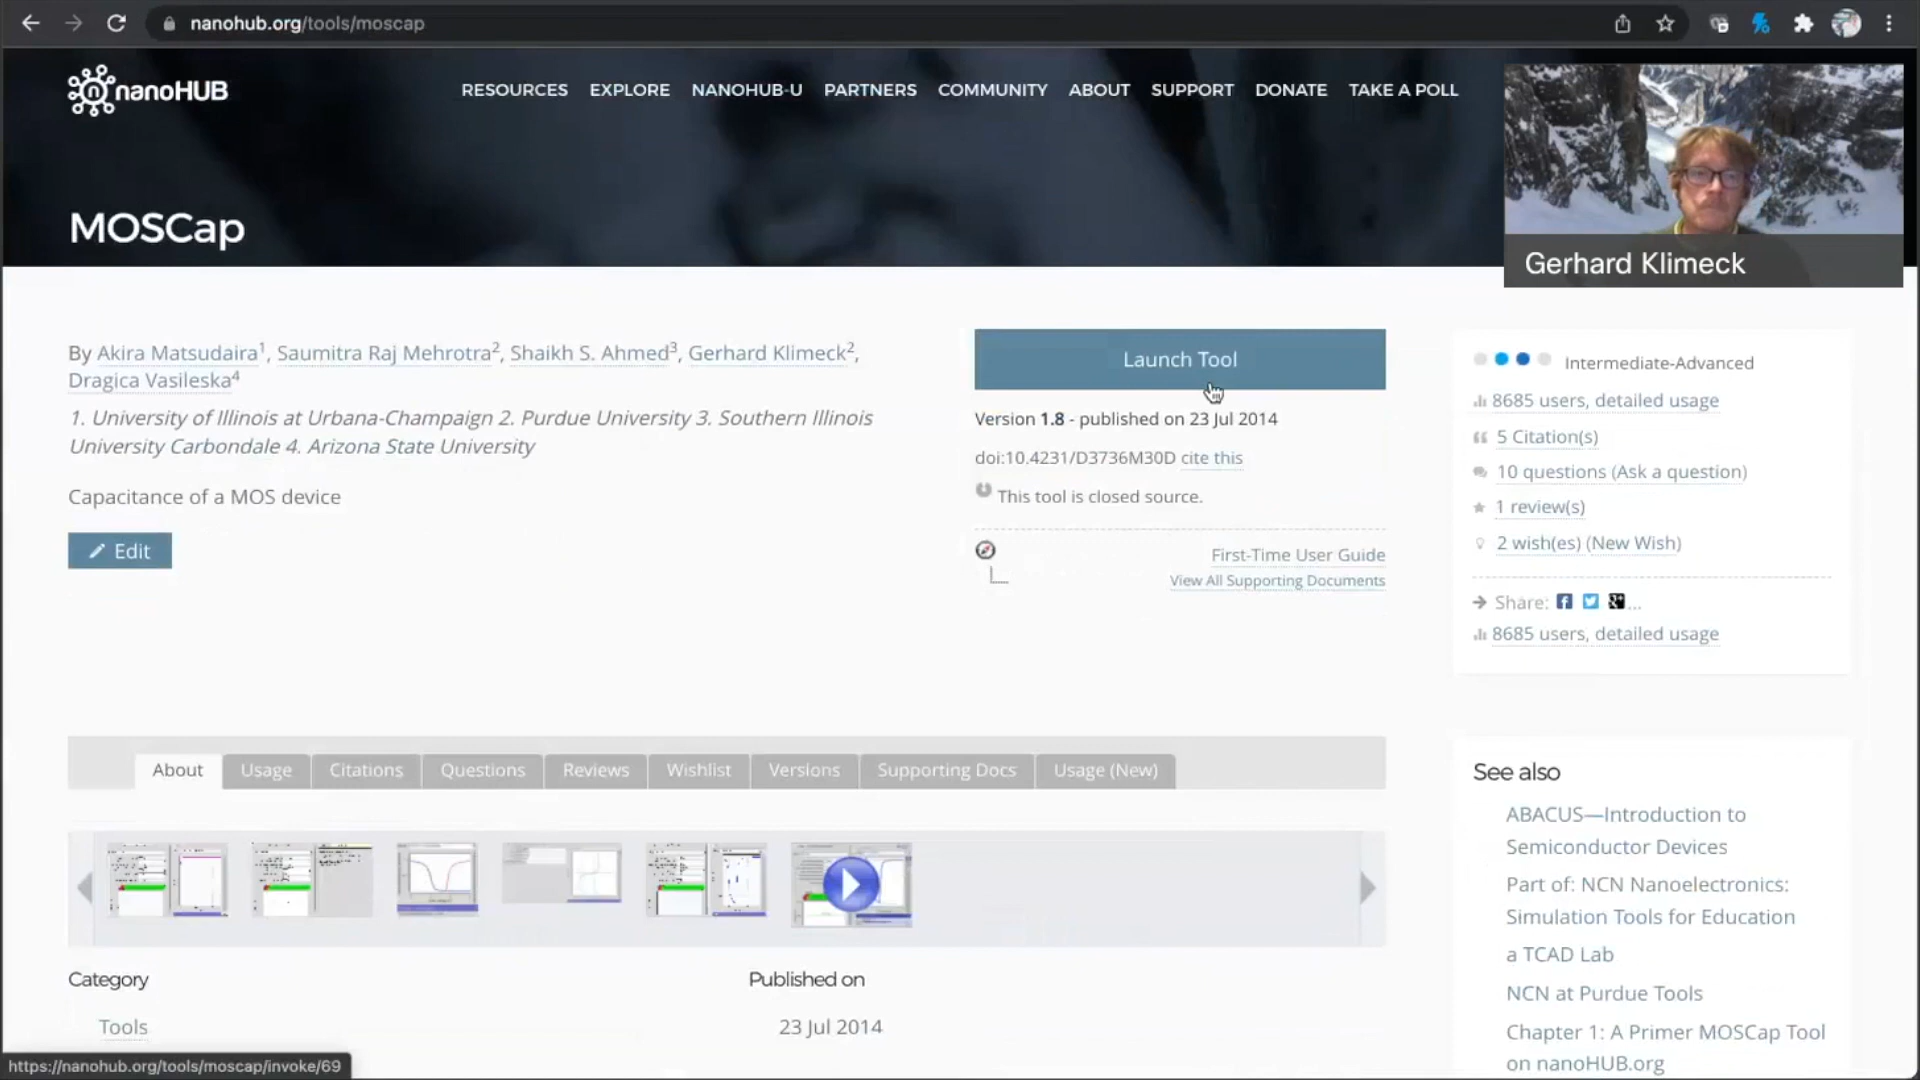 nanohub.org/tools/moscap
nanoHUB
RESOURCES EXPLORE NANOHUB-U PARTNERS COMMUNITY ABOUT SUPPORT DONATE TAKE A POLL
MOSCap
Gerhard Klimeck
By Akira Matsudaira1, Saumitra Raj Mehrotra2, Shaikh S. Ahmed3, Gerhard Klimeck2,
Dragica Vasileska4
1. University of Illinois at Urbana-Champaign 2. Purdue University 3. Southern Illinois
University Carbondale 4. Arizona State University
Capacitance of a MOS device
Edit
Launch Tool
Version 1.8 - published on 23 Jul 2014
doi:10.4231/D3736M30D cite this
This tool is closed source.
First-Time User Guide
View All Supporting Documents
Intermediate-Advanced
8685 users, detailed usage
5 Citation(s)
10 questions (Ask a question)
1 review(s)
2 wish(es) (New Wish)
Share: ...
8685 users, detailed usage
About Usage Citations Questions Reviews Wishlist Versions Supporting Docs Usage (New)
See also
ABACUS—Introduction to
Semiconductor Devices
Part of: NCN Nanoelectronics:
Simulation Tools for Education
a TCAD Lab
NCN at Purdue Tools
Chapter 1: A Primer MOSCap Tool
on nanoHUB.org
Category
Tools
Published on
23 Jul 2014
https://nanohub.org/tools/moscap/invoke/69